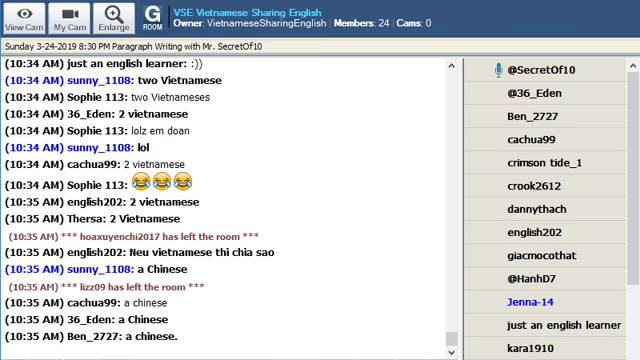 View Cam
My Cam
Enlarge
G
ROOM
VSE Vietnamese Sharing English
Owner: VietnameseSharingEnglish | Members: 24 | Cams: 0
Sunday 3-24-2019 8:30 PM Paragraph Writing with Mr. SecretOf10
(10:34 AM) just an english learner: :))
(10:34 AM) sunny_1108: two Vietnamese
(10:34 AM) Sophie 113: two Vietnameses
(10:34 AM) 36_Eden: 2 vietnamese
(10:34 AM) Sophie 113: lolz em doan
(10:34 AM) sunny_1108: lol
(10:34 AM) cachua99: 2 vietnamese
(10:34 AM) Sophie 113: 😂😂😂
(10:35 AM) english202: 2 vietnamese
(10:35 AM) Thersa: 2 Vietnamese
(10:35 AM) *** hoaxuyenchi2017 has left the room ***
(10:35 AM) english202: Neu vietnamese thi chia sao
(10:35 AM) sunny_1108: a Chinese
(10:35 AM) *** lizz09 has left the room ***
(10:35 AM) cachua99: a chinese
(10:35 AM) 36_Eden: a Chinese
(10:35 AM) Ben_2727: a chinese.
@SecretOf10
@36_Eden
Ben_2727
cachua99
crimson tide_1
crook2612
dannythach
english202
giacmocothat
@HanhD7
Jenna-14
just an english learner
kara1910